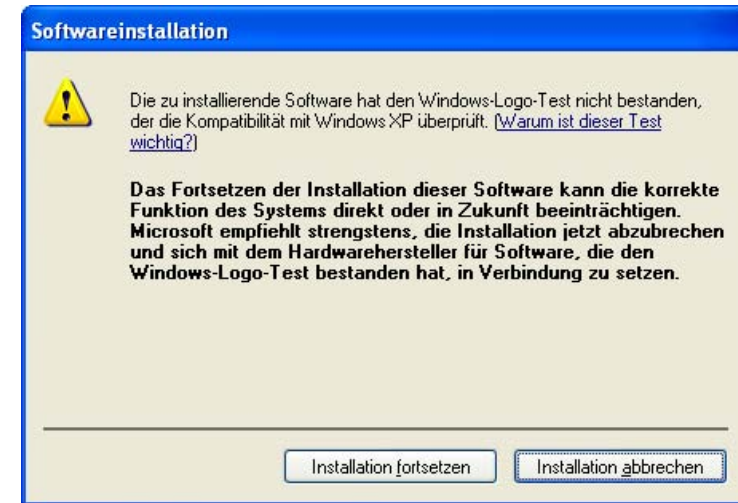 Softwareinstallation
Die zu installierende Software hat den Windows-Logo-Test nicht bestanden,
der die Kompatibilität mit Windows XP überprüft. (Warum ist dieser Test
wichtig?)
Das Fortsetzen der Installation dieser Software kann die korrekte
Funktion des Systems direkt oder in Zukunft beeinträchtigen.
Microsoft empfiehlt strengstens, die Installation jetzt abzubrechen
und sich mit dem Hardwarehersteller für Software, die den
Windows-Logo-Test bestanden hat, in Verbindung zu setzen.
Installation fortsetzen Installation abbrechen